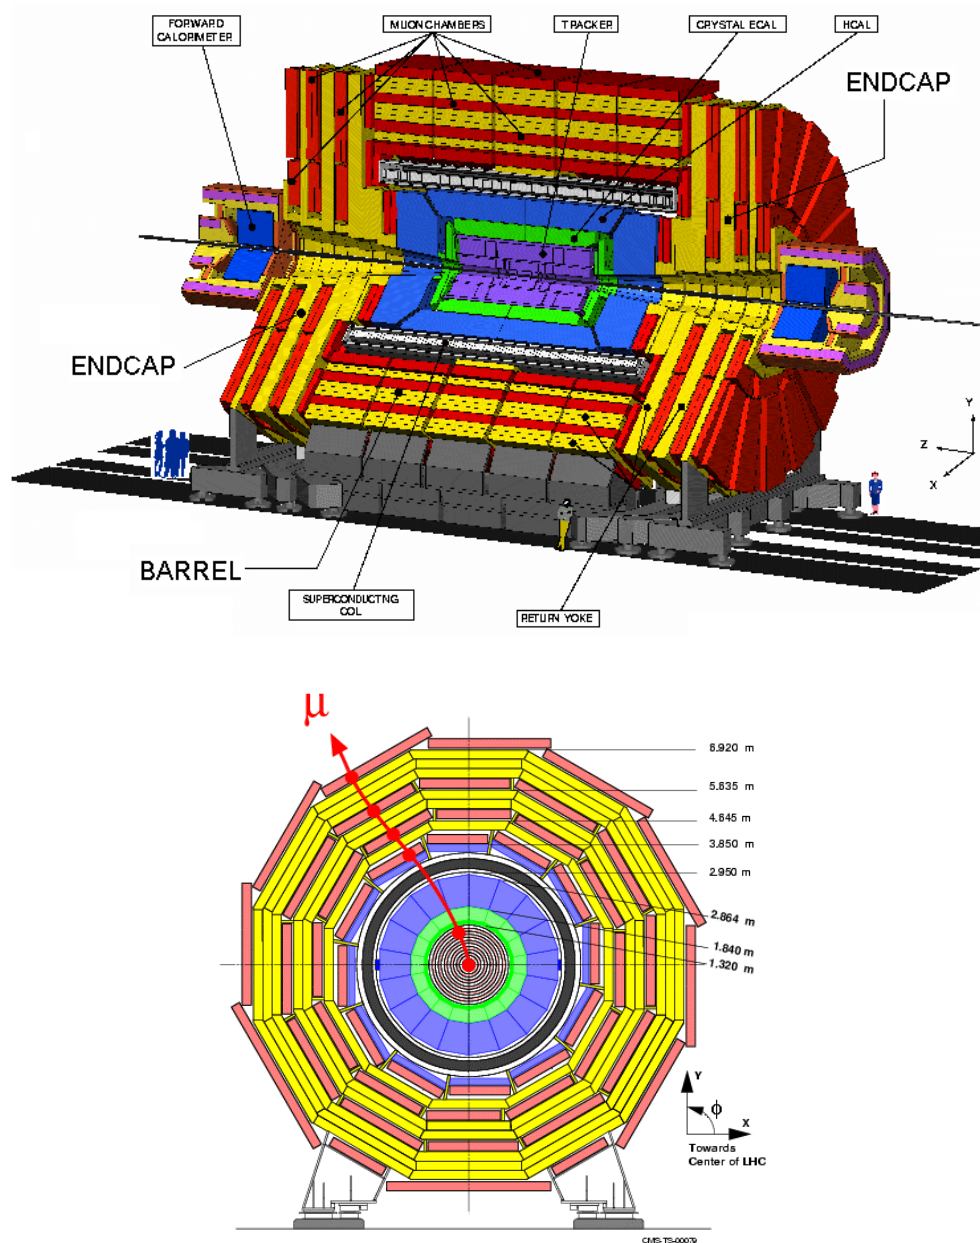 FORWARD
CALORIMETER
MUON CHAMBERS
TRACKER
CRYSTAL ECAL
HCAL
ENDCAP
ENDCAP
Y
Z
X
BARREL
SUPERCONDUCTING
COIL
RETURN YOKE
μ
6.920 m
5.635 m
4.645 m
3.850 m
2.950 m
2.864 m
1.840 m
1.320 m
Y
ϕ
X
Towards
Center of LHC
CMS-TS-00079